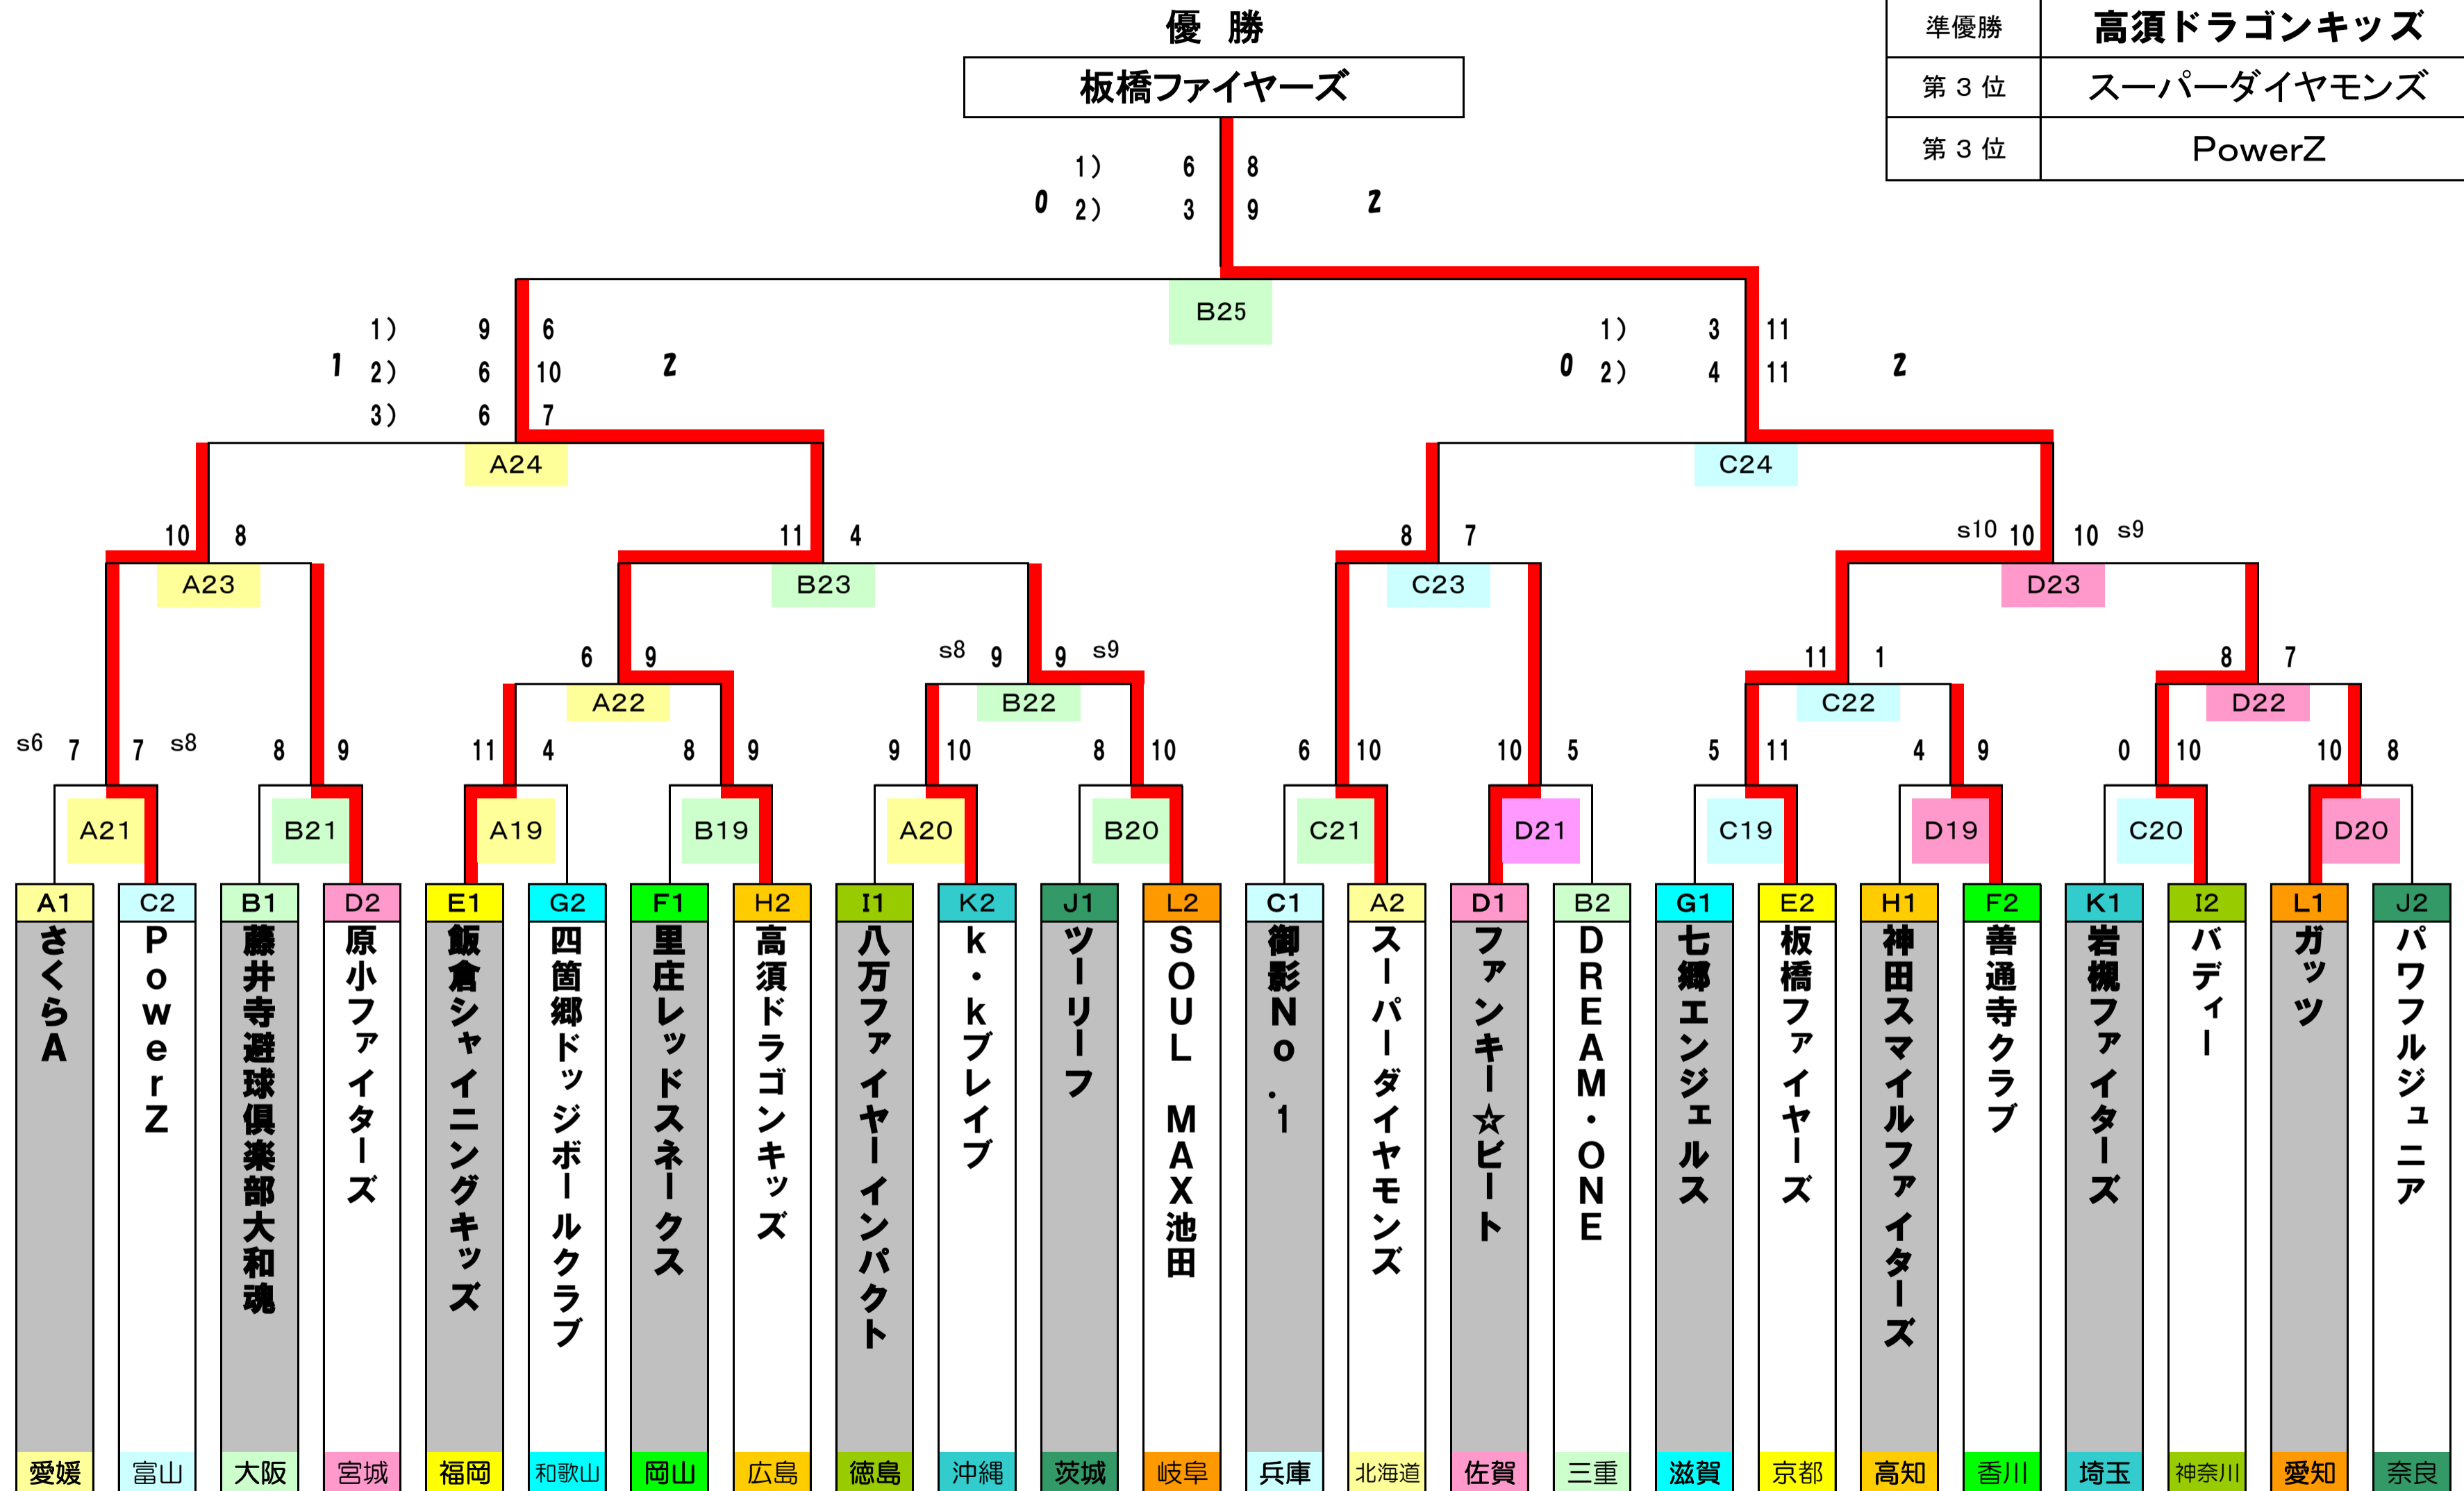 優 勝
板橋ファイヤーズ
準優勝 高須ドラゴンキッズ
第 3 位 スーパーダイヤモンズ
第 3 位 PowerZ
1) 6 8
0 2) 3 9 2
B25
1) 9 6
1 2) 6 10 2
3) 6 7
1) 3 11
0 2) 4 11 2
A24
C24
10 8
11 4
8 7
s10 10 10 s9
A23
B23
C23
D23
6 9
s8 9 9 s9
11 1
8 7
A22
B22
C22
D22
s6 7 7 s8
8 9
11 4
8 9
9 10
8 10
6 10
10 5
5 11
4 9
0 10
10 8
A21
B21
A19
B19
A20
B20
C21
D21
C19
D19
C20
D20
A1
さくらA
愛媛
C2
PowerZ
富山
B1
藤井寺避球倶楽部大和魂
大阪
D2
原小ファイターズ
宮城
E1
飯倉シャイニングキッズ
福岡
G2
四箇郷ドッジボールクラブ
和歌山
F1
里庄レッドスネークス
岡山
H2
高須ドラゴンキッズ
広島
I1
八万ファイヤーインパクト
徳島
K2
k・kブレイブ
沖縄
J1
ツーリーフ
茨城
L2
SOUL MAX池田
岐阜
C1
御影No.1
兵庫
A2
スーパーダイヤモンズ
北海道
D1
ファンキー☆ビート
佐賀
B2
DREAM・ONE
三重
G1
七郷エンジェルス
滋賀
E2
板橋ファイヤーズ
京都
H1
神田スマイルファイターズ
高知
F2
善通寺クラブ
香川
K1
岩槻ファイターズ
埼玉
I2
バディー
神奈川
L1
ガッツ
愛知
J2
パワフルジュニア
奈良